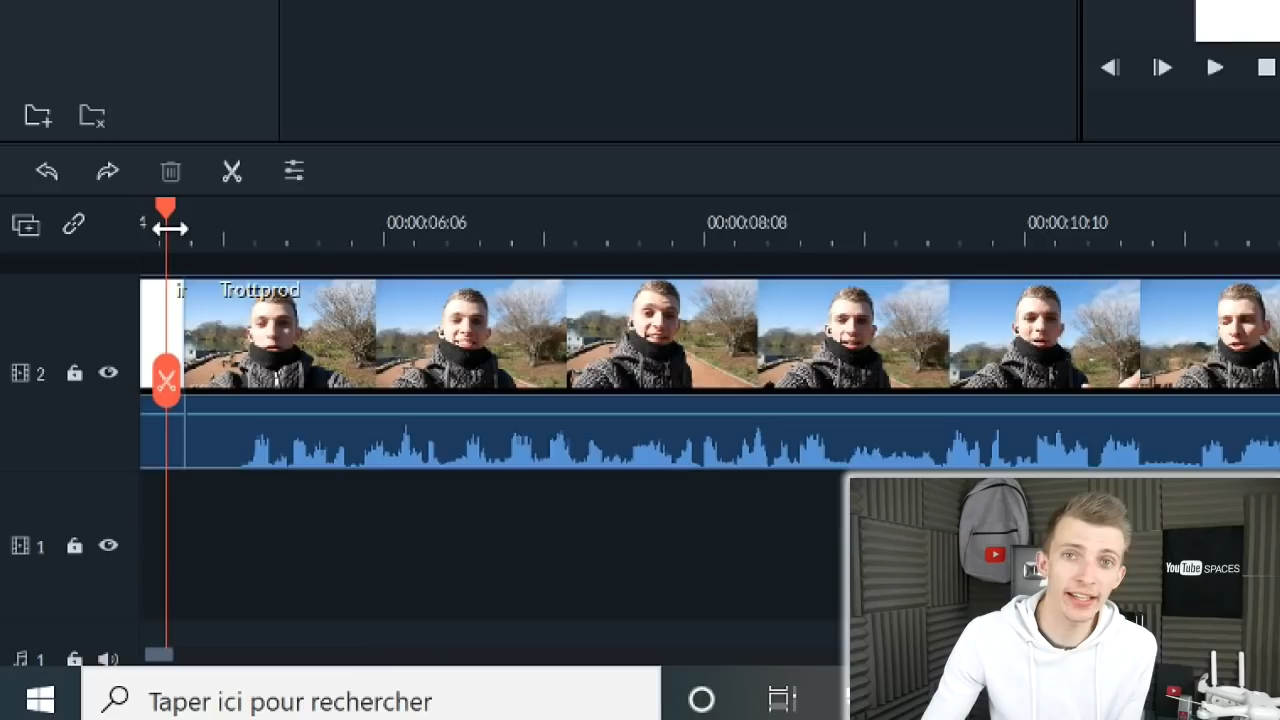 4 00:00:06:06 00:00:08:08 00:00:10:10
Trottprod
2
1
1
YouTube SPACES
Taper ici pour rechercher